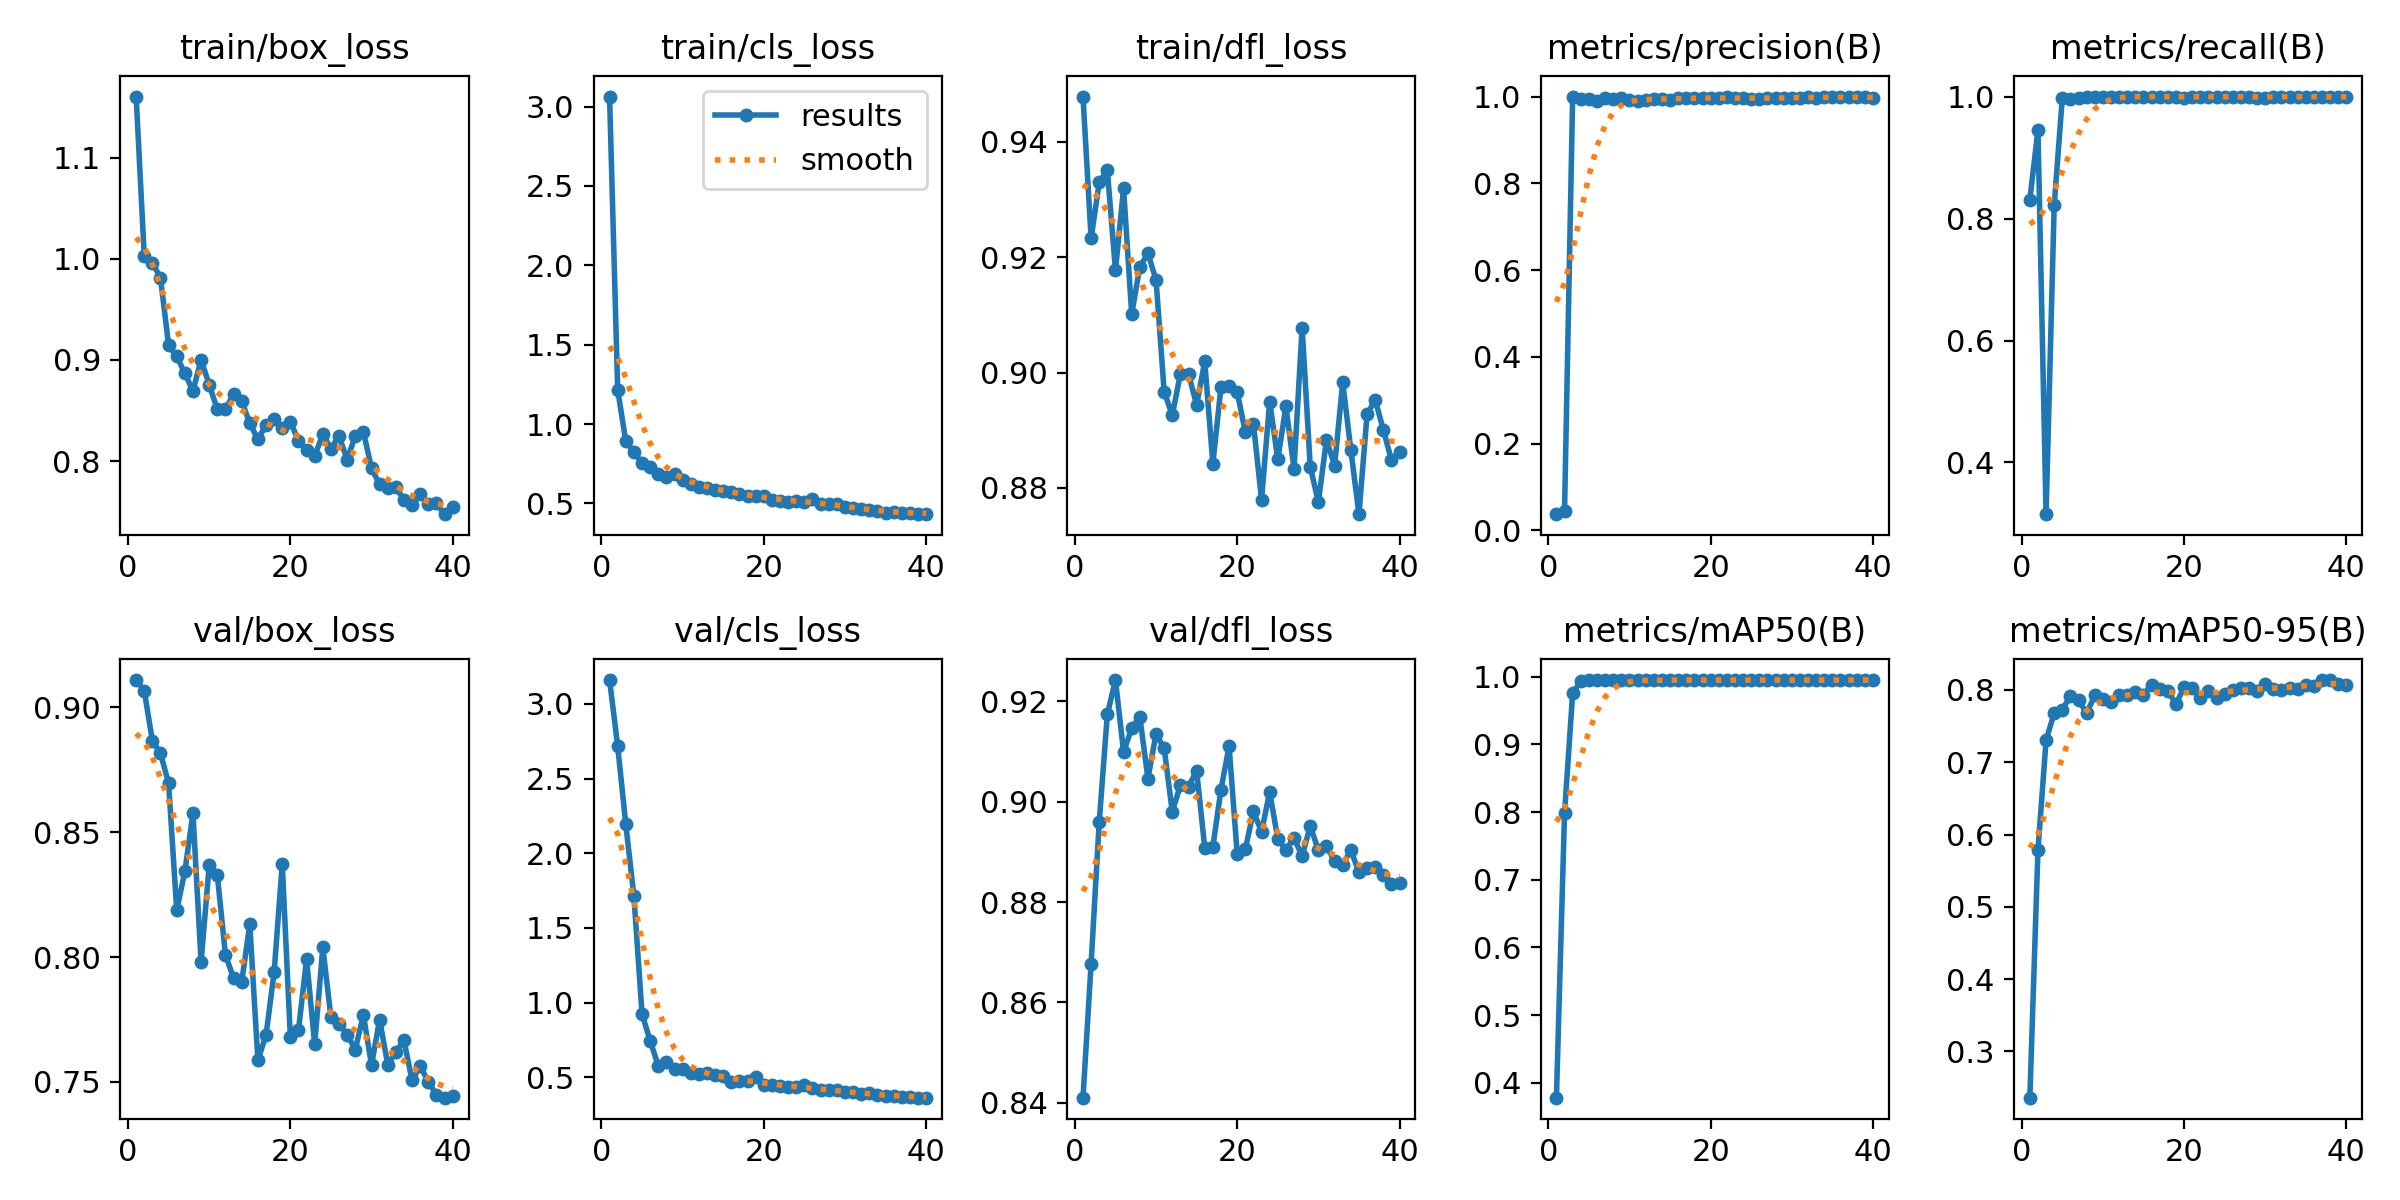 train/box_loss
1.1
1.0
0.9
0.8
0 20 40
train/cls_loss
results
smooth
3.0
2.5
2.0
1.5
1.0
0.5
0 20 40
train/dfl_loss
0.94
0.92
0.90
0.88
0 20 40
metrics/precision(B)
1.0
0.8
0.6
0.4
0.2
0.0
0 20 40
metrics/recall(B)
1.0
0.8
0.6
0.4
0 20 40
val/box_loss
0.90
0.85
0.80
0.75
0 20 40
val/cls_loss
3.0
2.5
2.0
1.5
1.0
0.5
0 20 40
val/dfl_loss
0.92
0.90
0.88
0.86
0.84
0 20 40
metrics/mAP50(B)
1.0
0.9
0.8
0.7
0.6
0.5
0.4
0 20 40
metrics/mAP50-95(B)
0.8
0.7
0.6
0.5
0.4
0.3
0 20 40